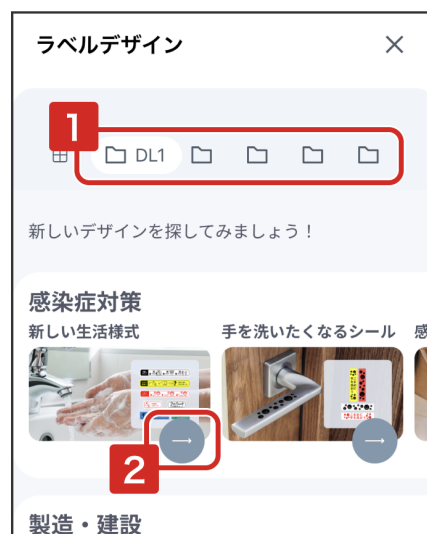 ラベルデザイン
1
DL1
新しいデザインを探してみましょう！
感染症対策
新しい生活様式
手を洗いたくなるシール
感
2
製造・建設